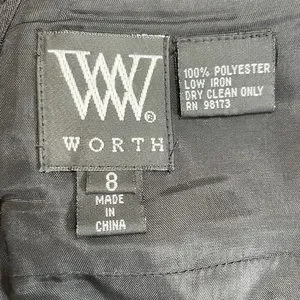 W
®
WORTH
8
MADE
IN
CHINA
100% POLYESTER
LOW IRON
DRY CLEAN ONLY
RN 98173